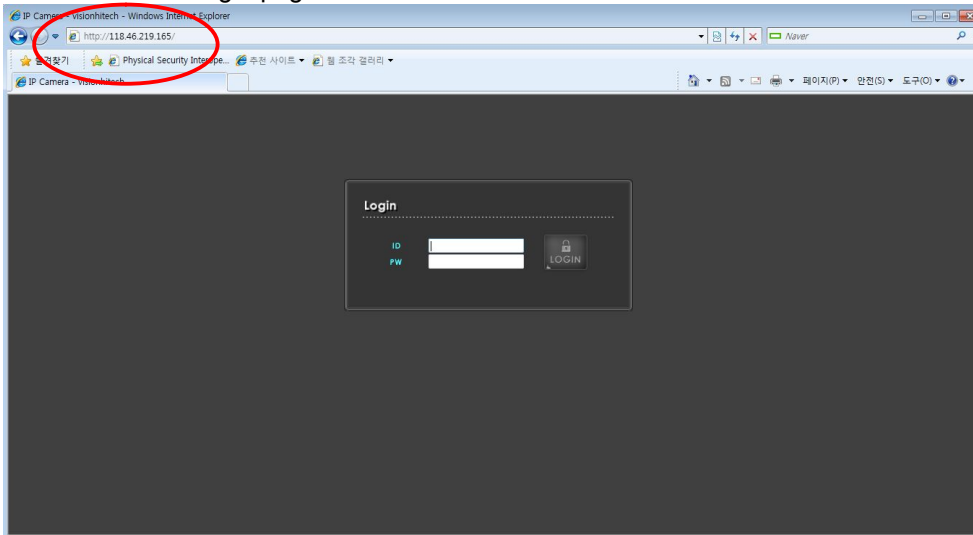 IP Camera - visionhitech - Windows Internet Explorer
http://118.46.219.165/
Naver
즐겨찾기 Physical Security Interope... 추천 사이트 웹 조각 갤러리
IP Camera - visionhitech
페이지(P) 안전(S) 도구(O)
Login
ID
PW
LOGIN